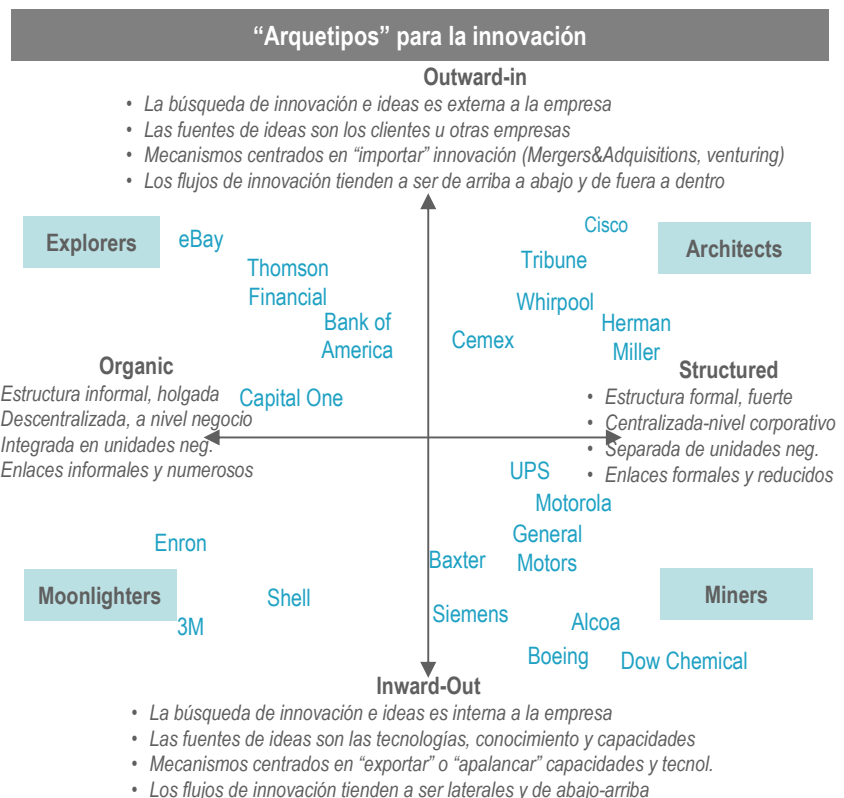 “Arquetipos” para la innovación
Outward-in
• La búsqueda de innovación e ideas es externa a la empresa
• Las fuentes de ideas son los clientes u otras empresas
• Mecanismos centrados en “importar” innovación (Mergers&Adquisitions, venturing)
• Los flujos de innovación tienden a ser de arriba a abajo y de fuera a dentro
Explorers
eBay
Thomson
Financial
Bank of
America
Capital One
Cisco
Tribune
Architects
Whirpool
Cemex
Herman
Miller
Organic
Estructura informal, holgada
Descentralizada, a nivel negocio
Integrada en unidades neg.
Enlaces informales y numerosos
Structured
• Estructura formal, fuerte
• Centralizada-nivel corporativo
• Separada de unidades neg.
• Enlaces formales y reducidos
Enron
Moonlighters
Shell
3M
UPS
Motorola
General
Motors
Baxter
Siemens
Miners
Alcoa
Boeing
Dow Chemical
Inward-Out
• La búsqueda de innovación e ideas es interna a la empresa
• Las fuentes de ideas son las tecnologías, conocimiento y capacidades
• Mecanismos centrados en “exportar” o “apalancar” capacidades y tecnol.
• Los flujos de innovación tienden a ser laterales y de abajo-arriba